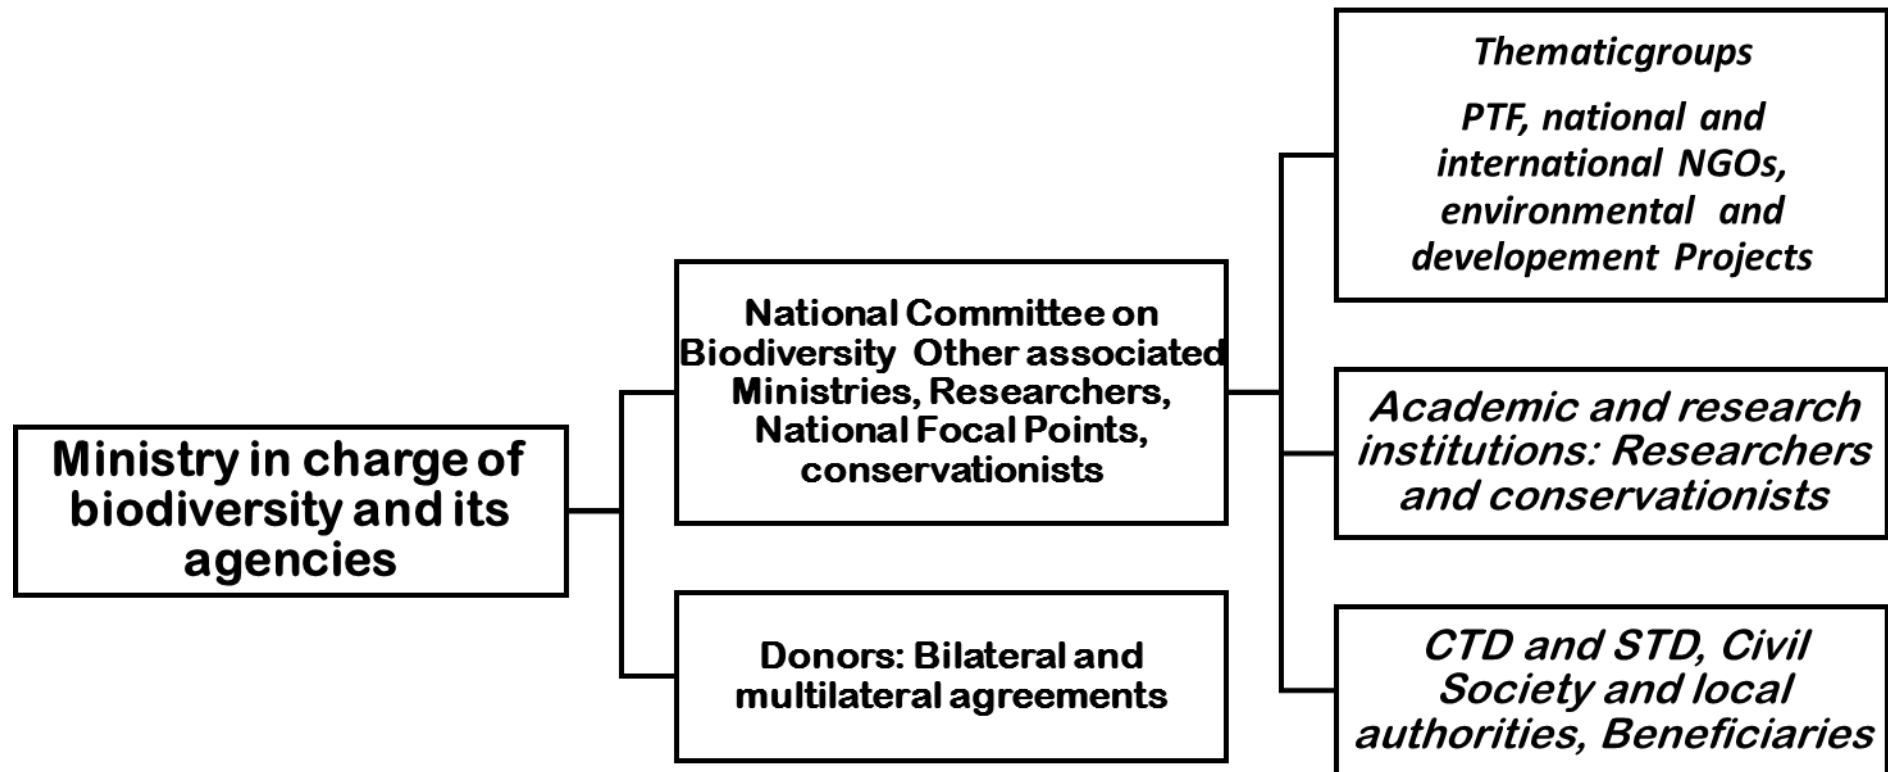 Ministry in charge of
biodiversity and its
agencies
National Committee on
Biodiversity Other associated
Ministries, Researchers,
National Focal Points,
conservationists
Donors: Bilateral and
multilateral agreements
Thematicgroups
PTF, national and
international NGOs,
environmental and
developement Projects
Academic and research
institutions: Researchers
and conservationists
CTD and STD, Civil
Society and local
authorities, Beneficiaries